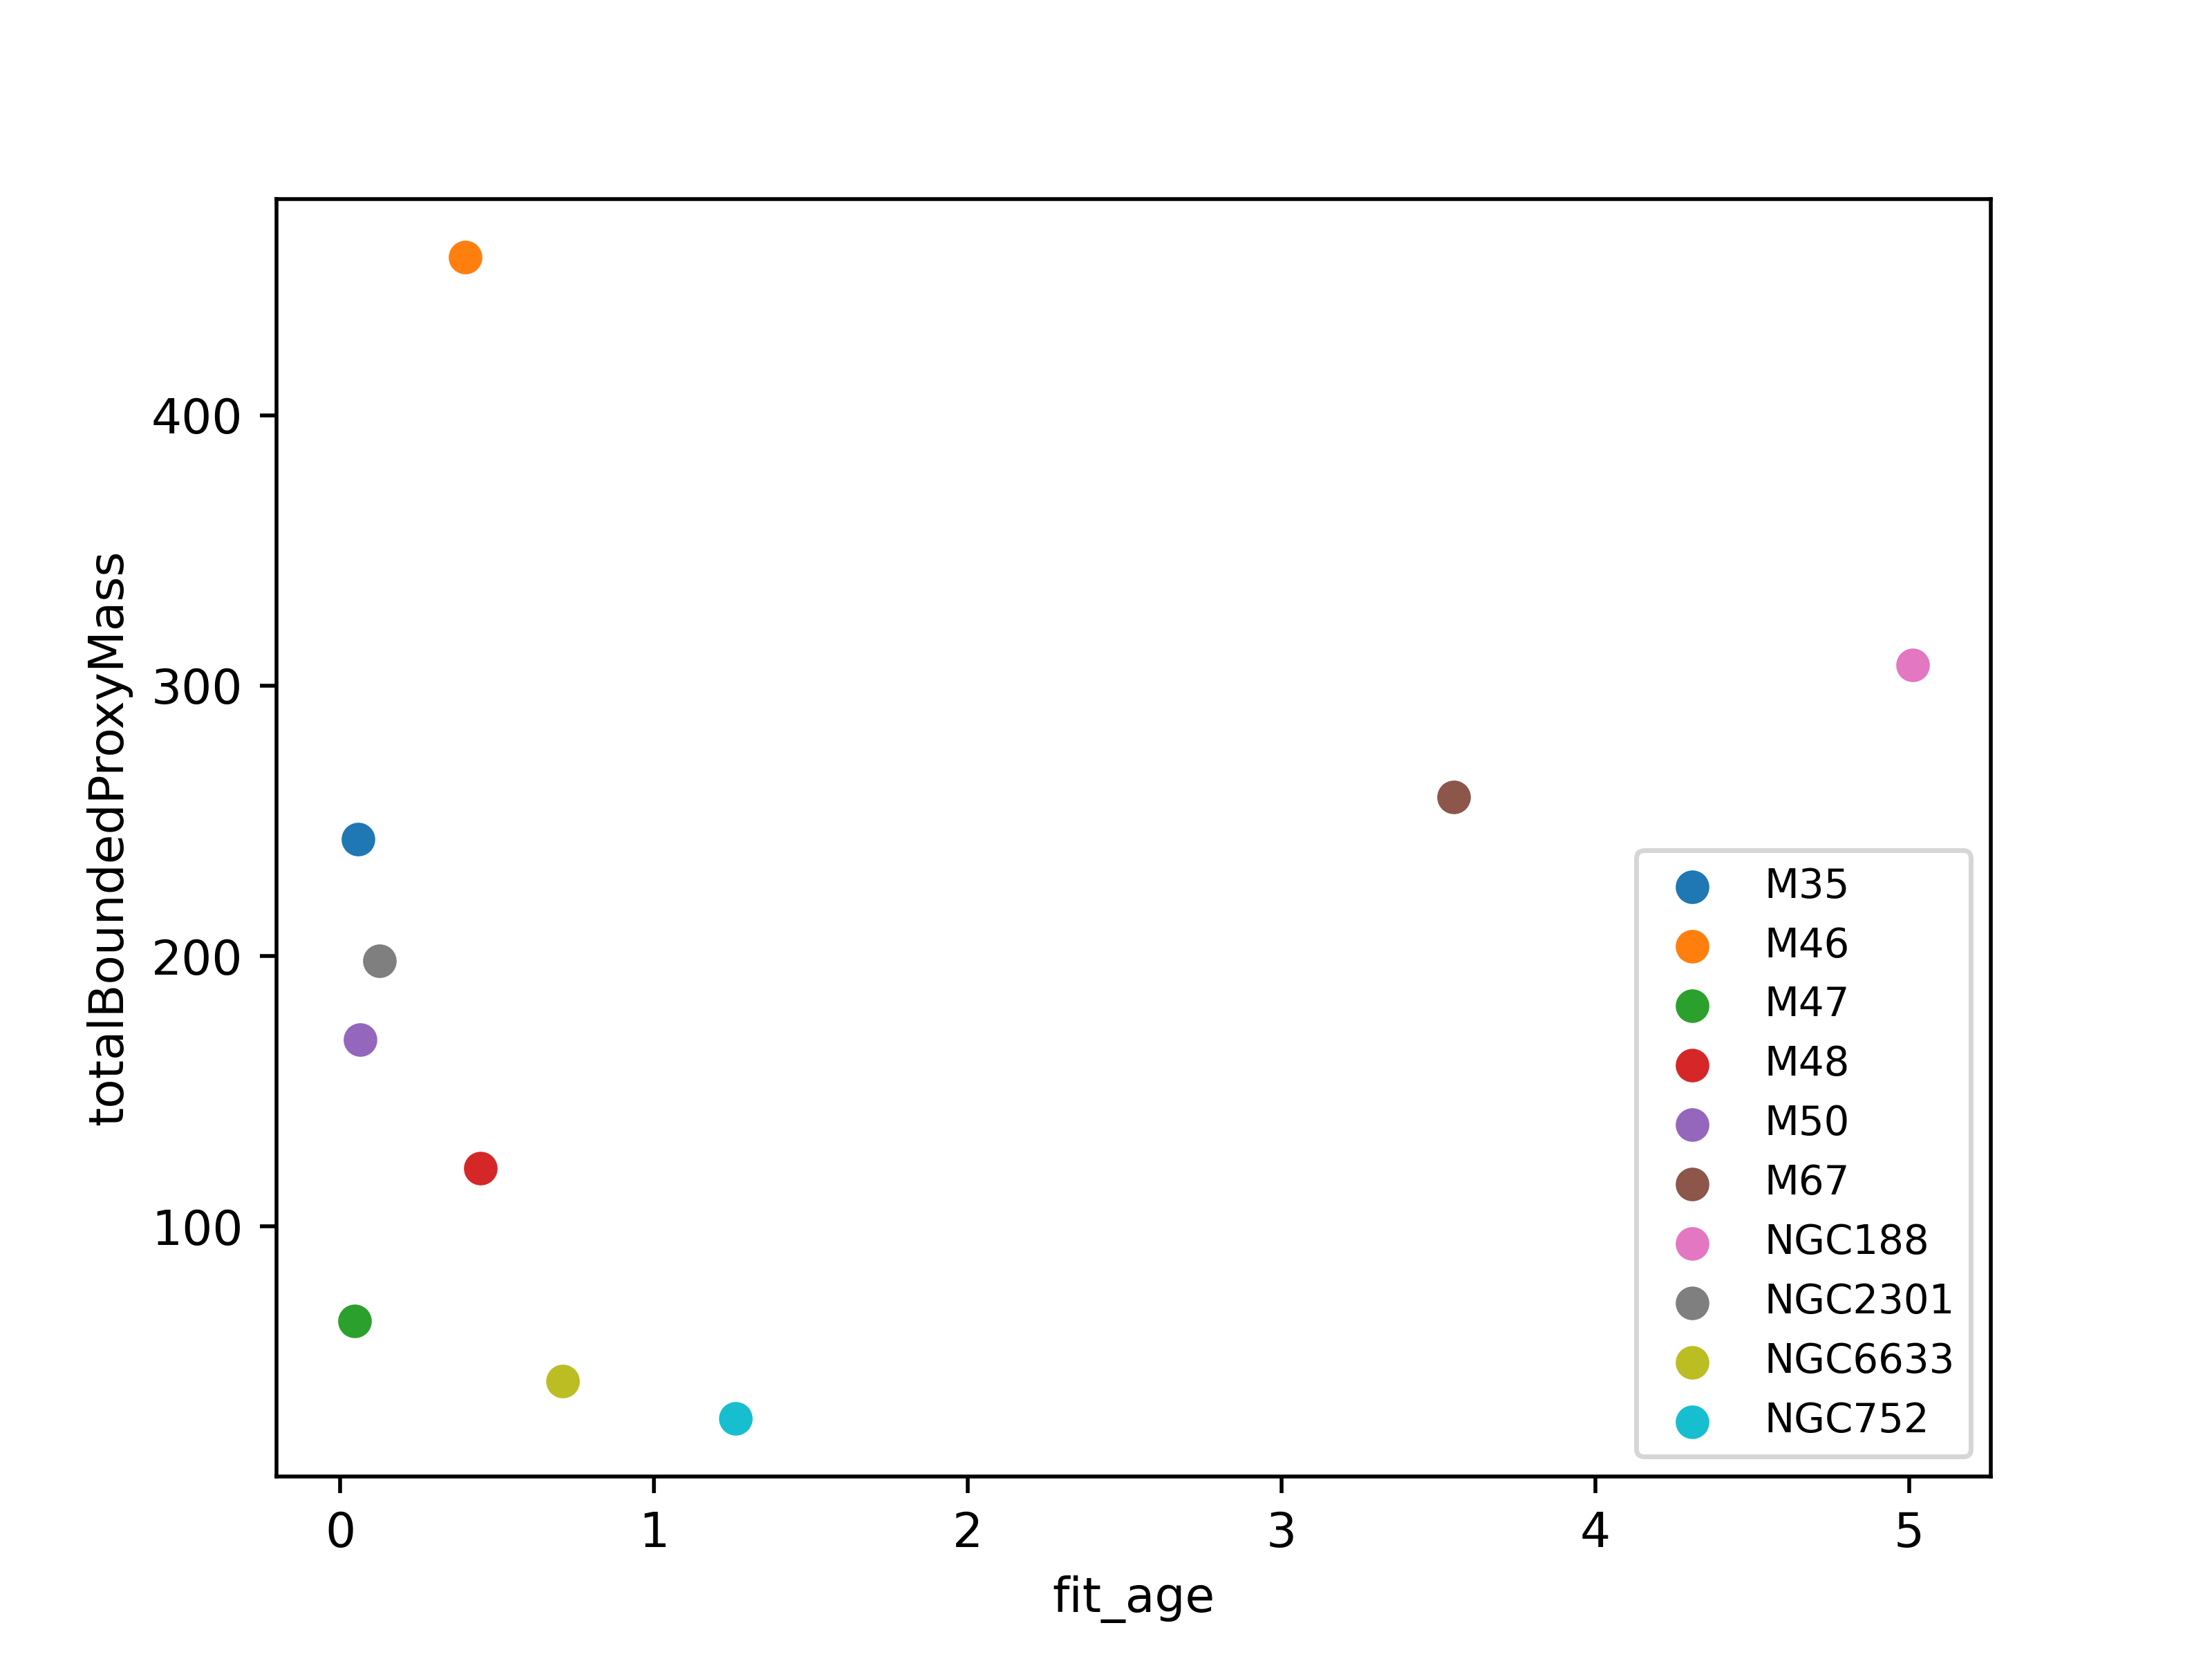 totalBoundedProxyMass
400
300
200
100
0 1 2 3 4 5
fit_age
M35
M46
M47
M48
M50
M67
NGC188
NGC2301
NGC6633
NGC752